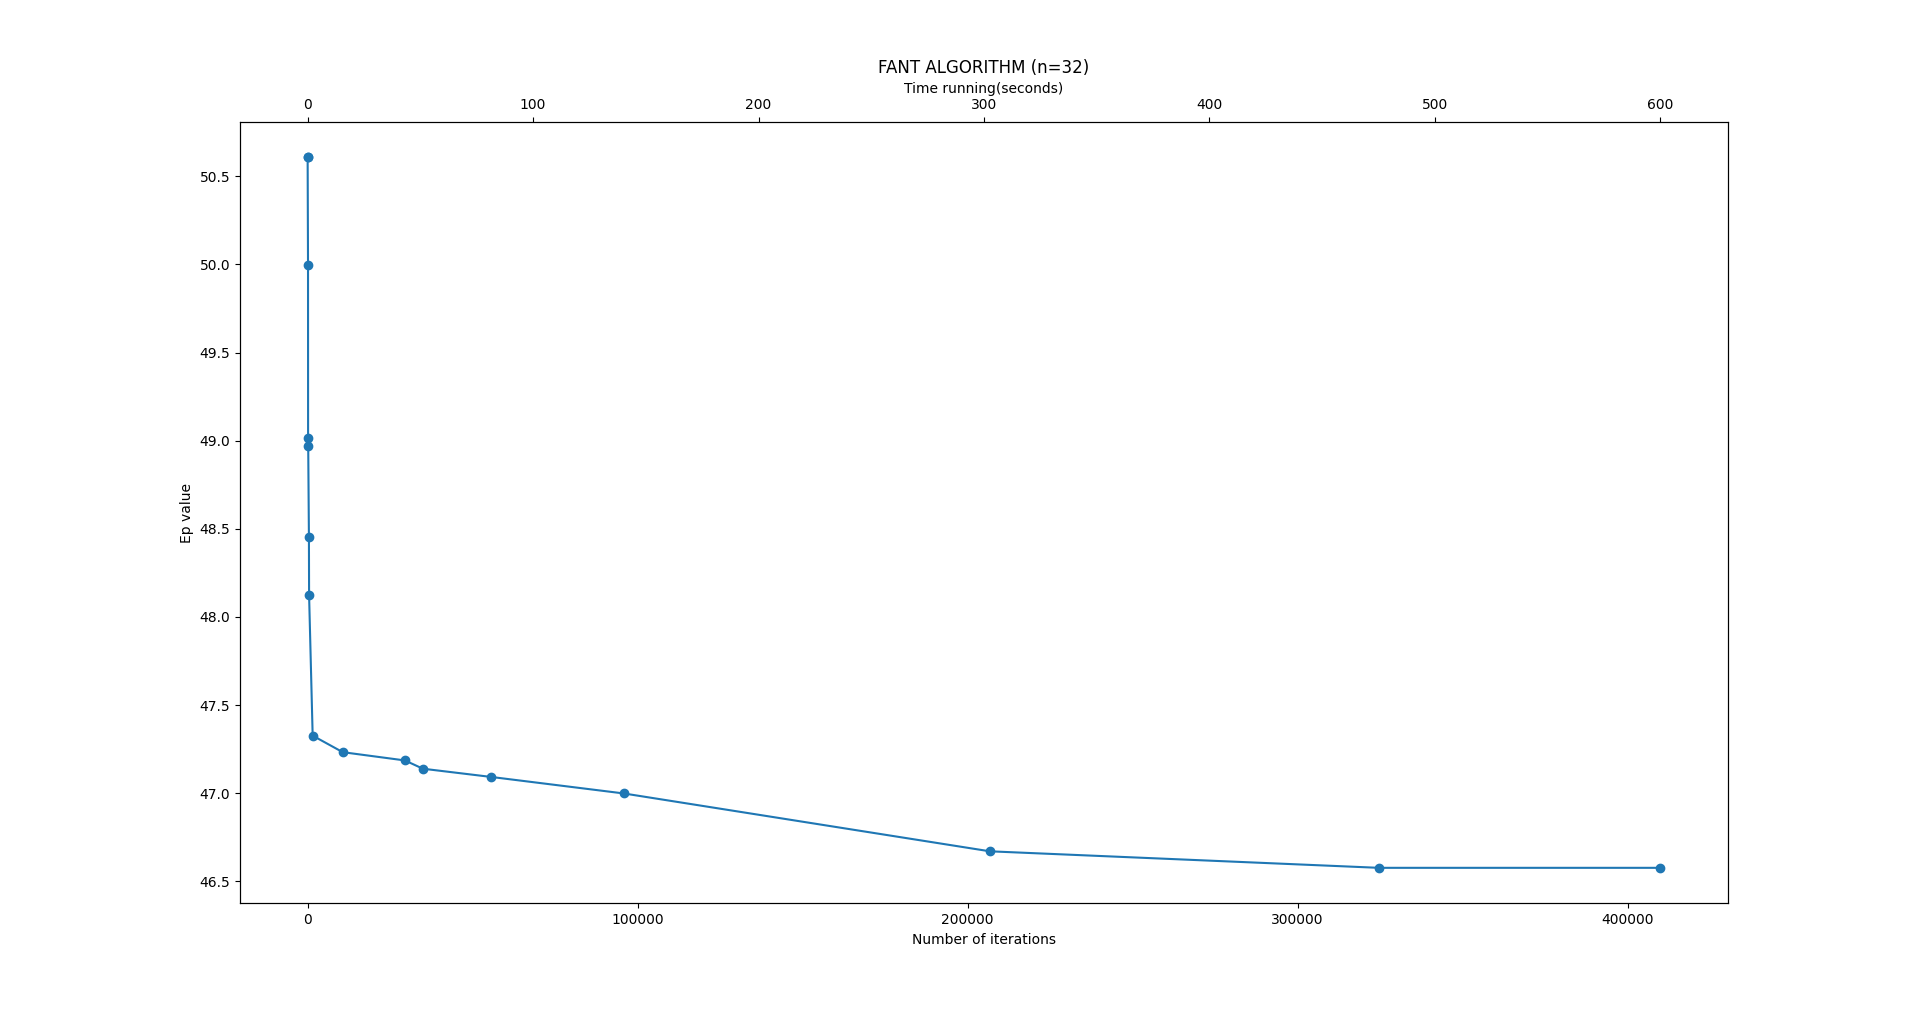 FANT ALGORITHM (n=32)
Time running(seconds)
0 100 200 300 400 500 600
50.5
50.0
49.5
49.0
48.5
48.0
47.5
47.0
46.5
Ep value
0 100000 200000 300000 400000
Number of iterations